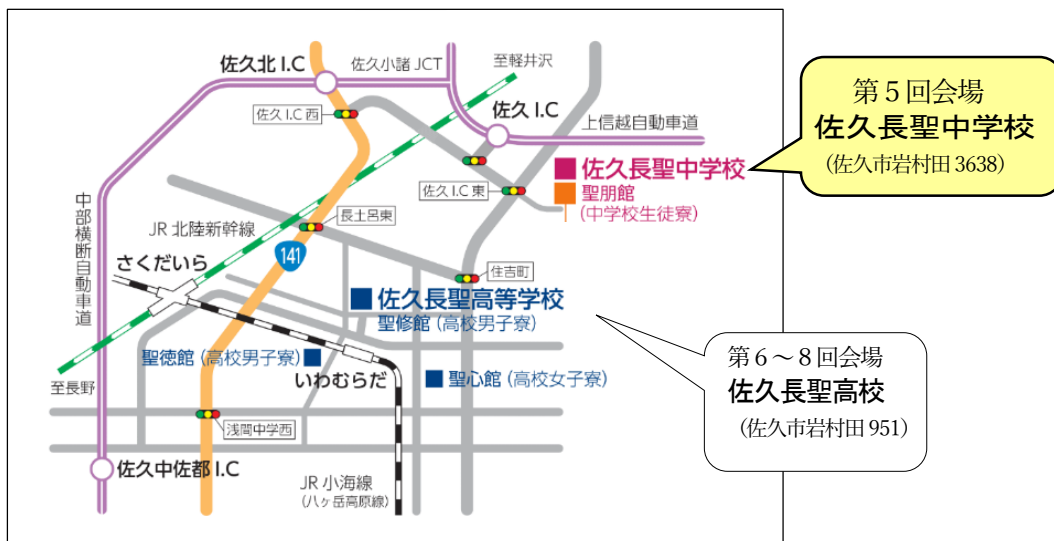 佐久北 I.C
佐久小諸 JCT
至軽井沢
佐久 I.C 西
佐久 I.C
上信越自動車道
第5回会場
佐久長聖中学校
(佐久市岩村田 3638)
佐久長聖中学校
聖朋館
(中学校生徒寮)
佐久 I.C 東
中部横断自動車道
JR 北陸新幹線
長土呂東
141
さくだいら
住吉町
佐久長聖高等学校
聖修館 (高校男子寮)
聖徳館 (高校男子寮)
いわむらだ
聖心館 (高校女子寮)
第6～8回会場
佐久長聖高校
(佐久市岩村田 951)
至長野
浅間中学西
佐久中佐都 I.C
JR 小海線
(八ヶ岳高原線)